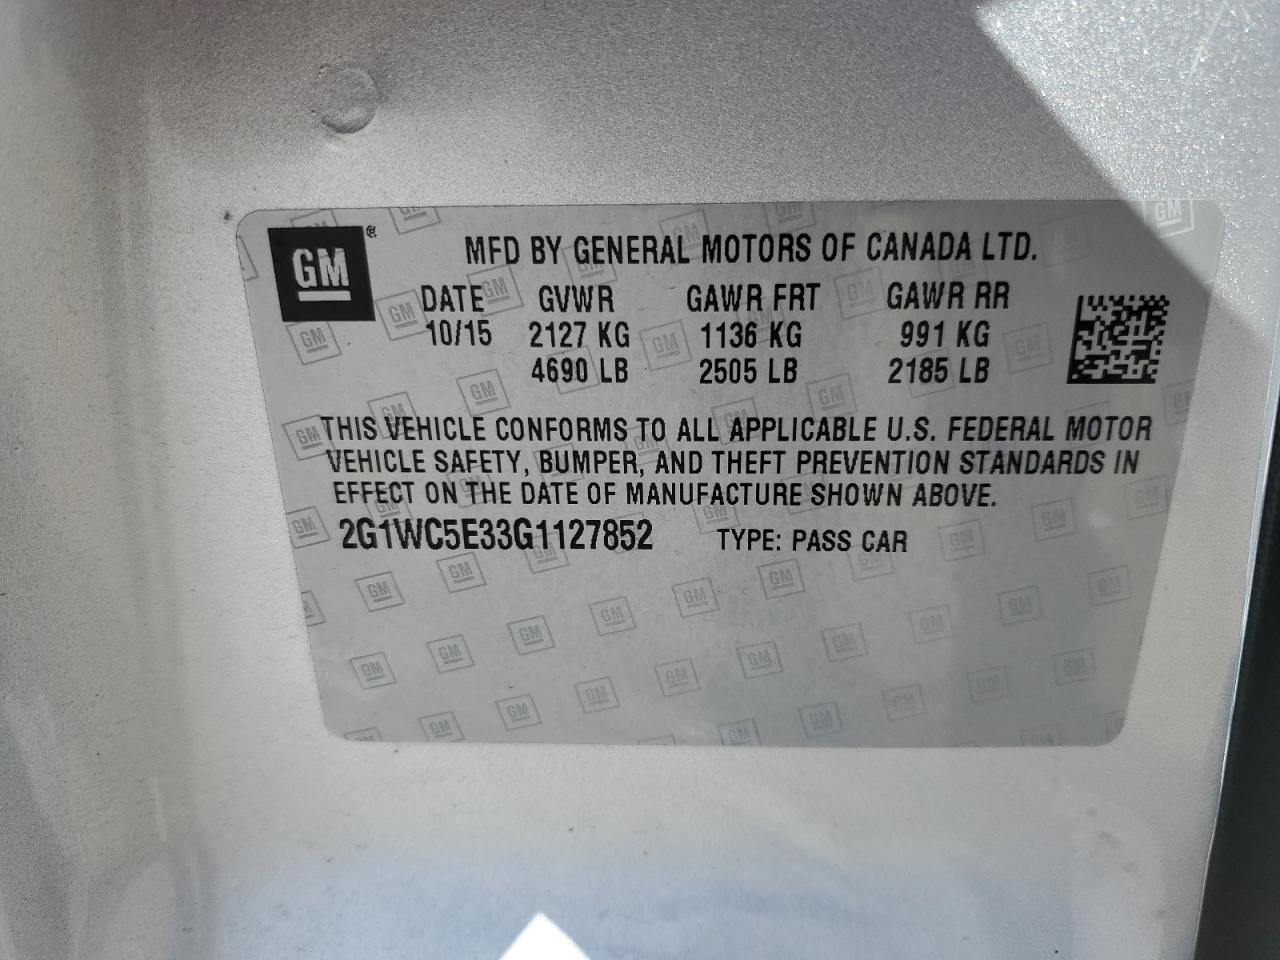 GM®
MFD BY GENERAL MOTORS OF CANADA LTD.
DATE GVWR GAWR FRT GAWR RR
10/15 2127 KG 1136 KG 991 KG
4690 LB 2505 LB 2185 LB
THIS VEHICLE CONFORMS TO ALL APPLICABLE U.S. FEDERAL MOTOR
VEHICLE SAFETY, BUMPER, AND THEFT PREVENTION STANDARDS IN
EFFECT ON THE DATE OF MANUFACTURE SHOWN ABOVE.
2G1WC5E33G1127852 TYPE: PASS CAR